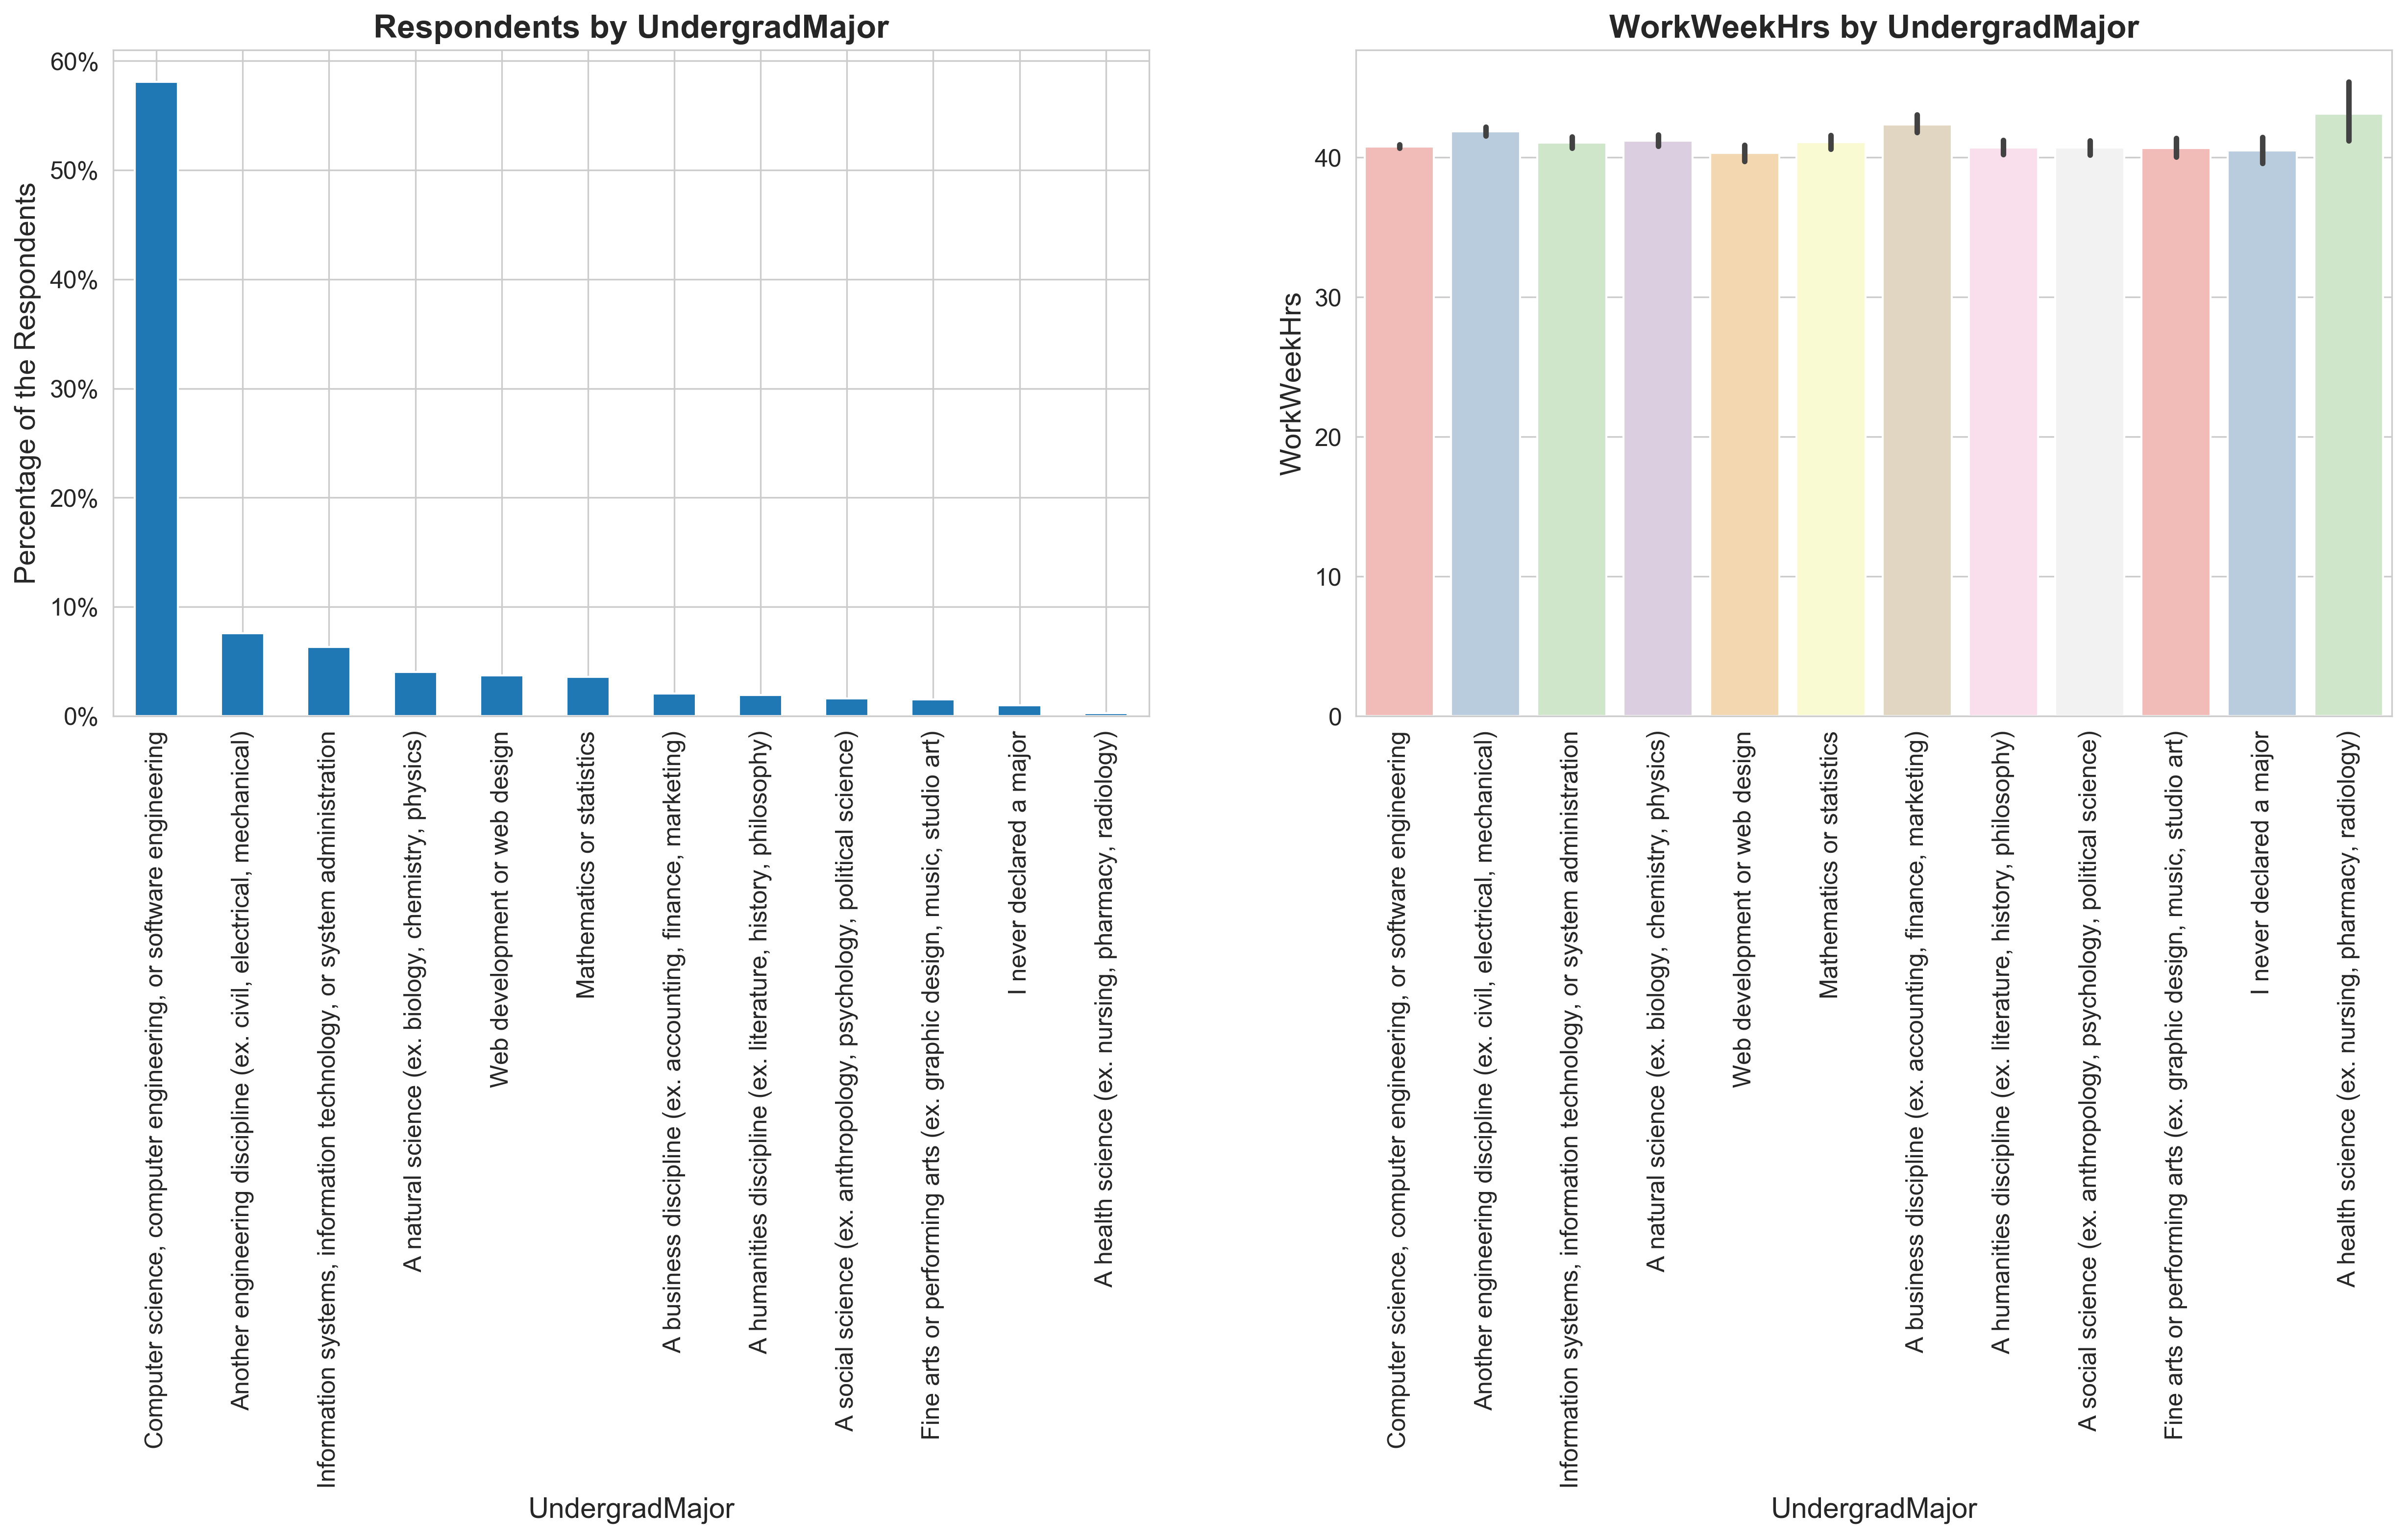 Respondents by UndergradMajor
60%
50%
40%
30%
20%
10%
0%
Percentage of the Respondents
Computer science, computer engineering, or software engineering
Another engineering discipline (ex. civil, electrical, mechanical)
Information systems, information technology, or system administration
A natural science (ex. biology, chemistry, physics)
Web development or web design
Mathematics or statistics
A business discipline (ex. accounting, finance, marketing)
A humanities discipline (ex. literature, history, philosophy)
A social science (ex. anthropology, psychology, political science)
Fine arts or performing arts (ex. graphic design, music, studio art)
I never declared a major
A health science (ex. nursing, pharmacy, radiology)
UndergradMajor
WorkWeekHrs by UndergradMajor
40
30
20
10
0
WorkWeekHrs
Computer science, computer engineering, or software engineering
Another engineering discipline (ex. civil, electrical, mechanical)
Information systems, information technology, or system administration
A natural science (ex. biology, chemistry, physics)
Web development or web design
Mathematics or statistics
A business discipline (ex. accounting, finance, marketing)
A humanities discipline (ex. literature, history, philosophy)
A social science (ex. anthropology, psychology, political science)
Fine arts or performing arts (ex. graphic design, music, studio art)
I never declared a major
A health science (ex. nursing, pharmacy, radiology)
UndergradMajor